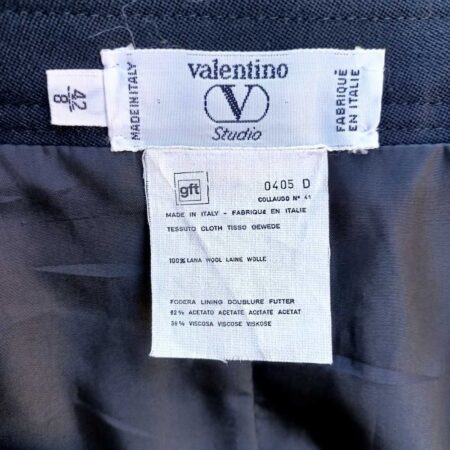 42
8
MADE IN ITALY
valentino
V
Studio
FABRIQUÉ
EN ITALIE
gft
0405 D
COLLAUDO N° 41
MADE IN ITALY - FABRIQUE EN ITALIE
TESSUTO CLOTH TISSO GEWEDE
100% LANA WOOL LAINE WOLLE
FODERA LINING DOUBLURE FUTTER
62% ACETATO ACETATE ACETATE ACETAT
38% VISCOSA VISCOSE VISKOSE